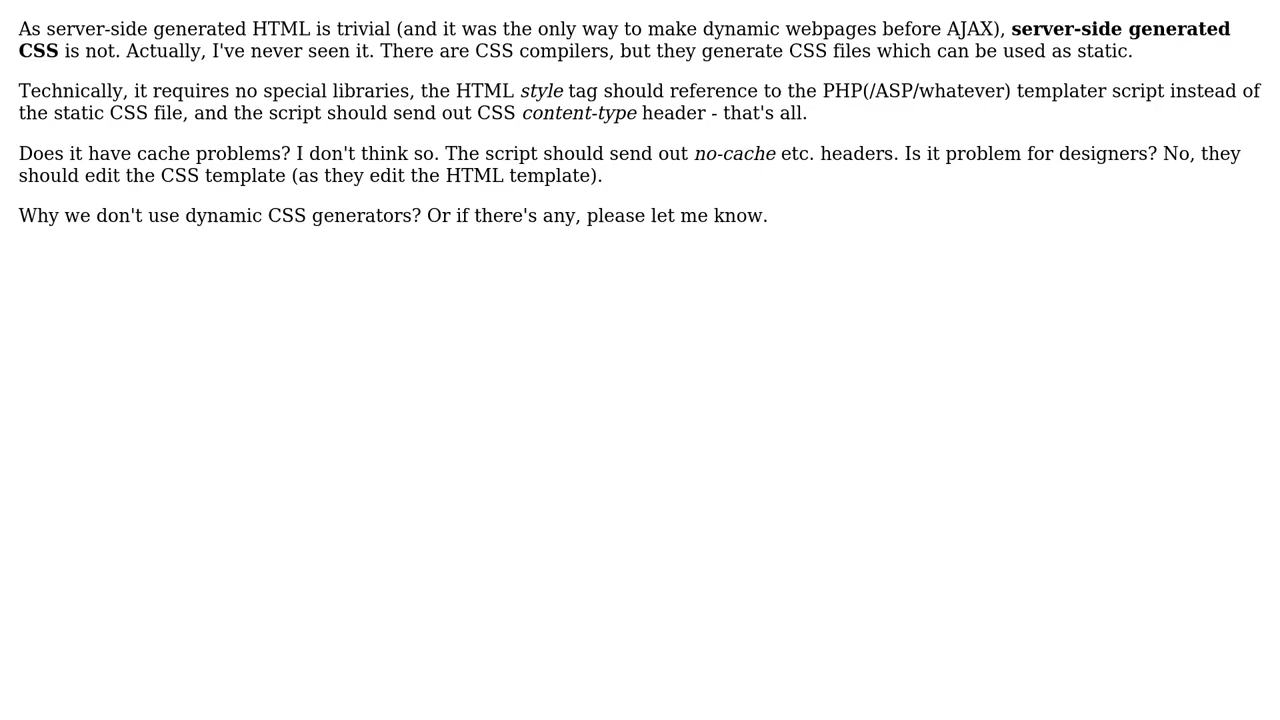 As server-side generated HTML is trivial (and it was the only way to make dynamic webpages before AJAX), server-side generated
CSS is not. Actually, I've never seen it. There are CSS compilers, but they generate CSS files which can be used as static.
Technically, it requires no special libraries, the HTML style tag should reference to the PHP(/ASP/whatever) templater script instead of
the static CSS file, and the script should send out CSS content-type header - that's all.
Does it have cache problems? I don't think so. The script should send out no-cache etc. headers. Is it problem for designers? No, they
should edit the CSS template (as they edit the HTML template).
Why we don't use dynamic CSS generators? Or if there's any, please let me know.